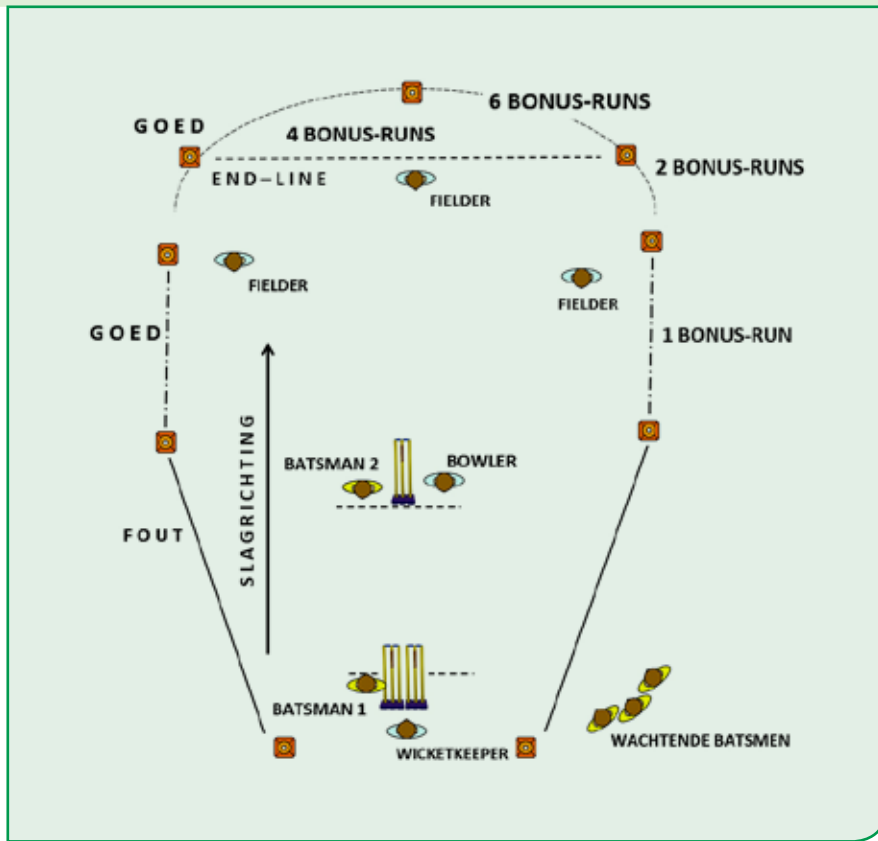 6 BONUS-RUNS
GOED
4 BONUS-RUNS
2 BONUS-RUNS
END–LINE
FIELDER
FIELDER
FIELDER
GOED
1 BONUS-RUN
SLAGRICHTING
BATSMAN 2
BOWLER
FOUT
BATSMAN 1
WICKETKEEPER
WACHTENDE BATSMEN